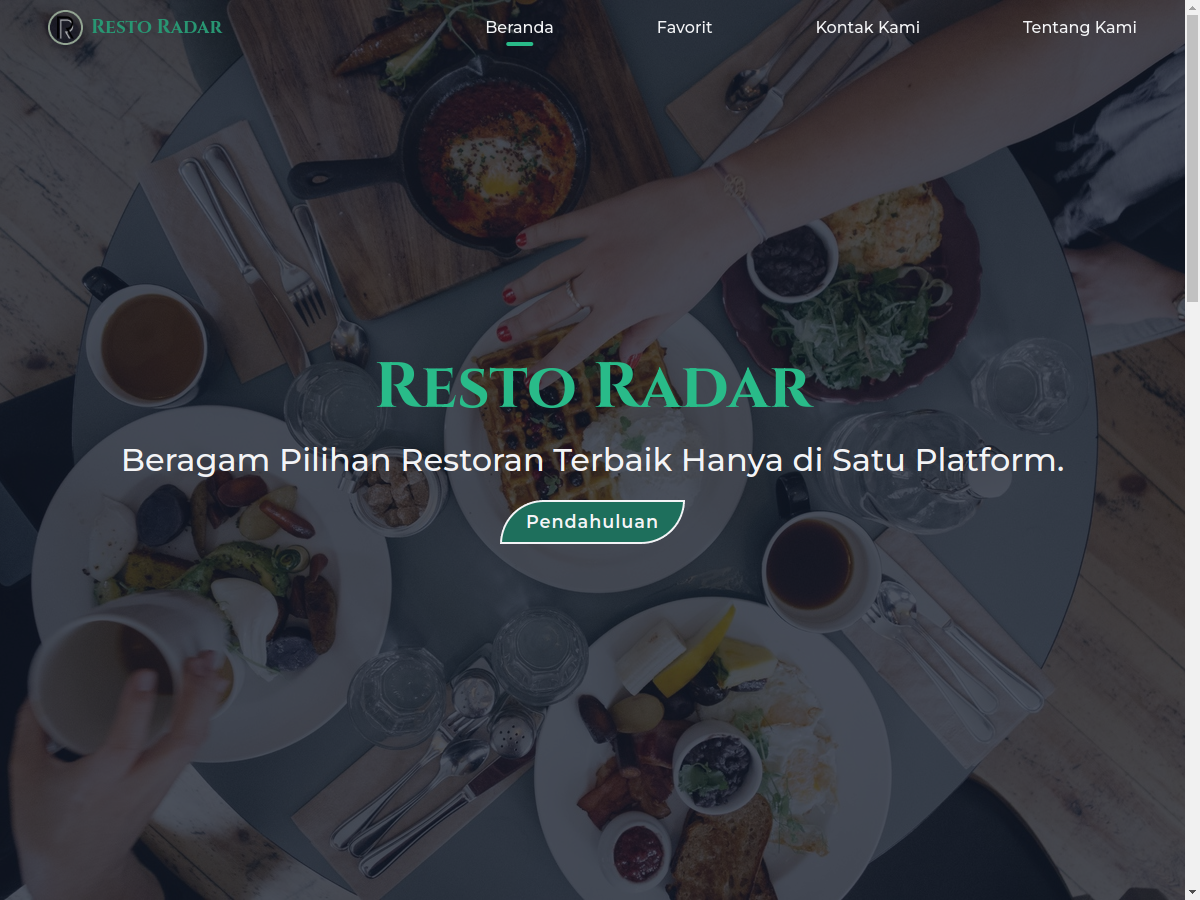 Resto Radar
Beranda
Favorit
Kontak Kami
Tentang Kami
Resto Radar
Beragam Pilihan Restoran Terbaik Hanya di Satu Platform.
Pendahuluan